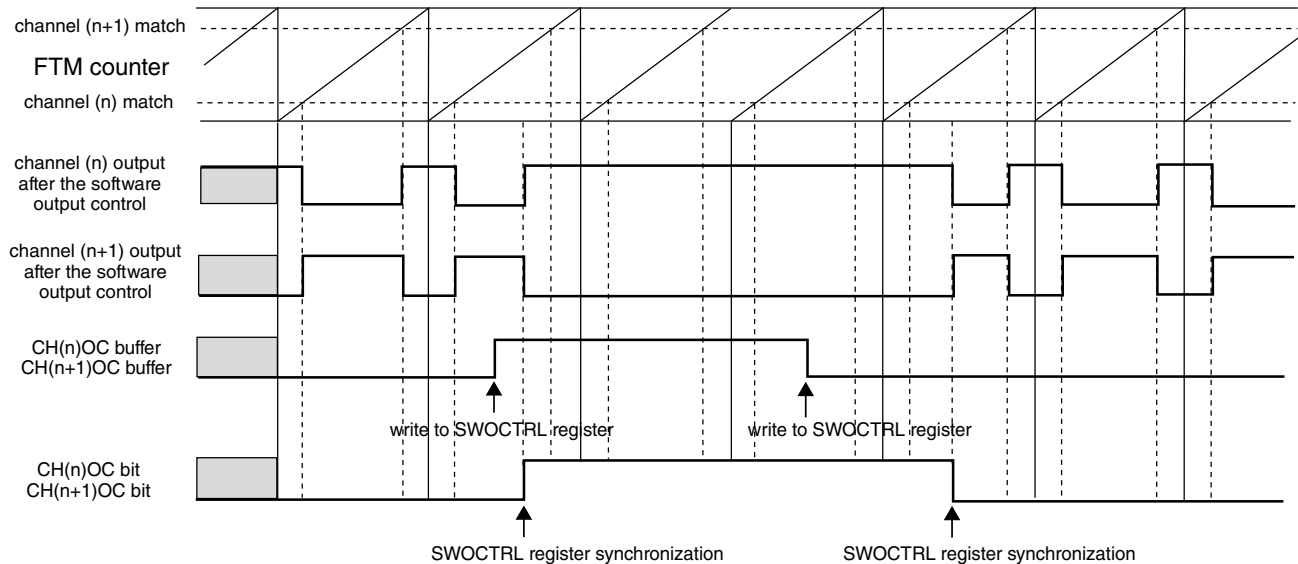 channel (n+1) match
FTM counter
channel (n) match
channel (n) output
after the software
output control
channel (n+1) output
after the software
output control
CH(n)OC buffer
CH(n+1)OC buffer
write to SWOCTRL register
write to SWOCTRL register
CH(n)OC bit
CH(n+1)OC bit
SWOCTRL register synchronization
SWOCTRL register synchronization